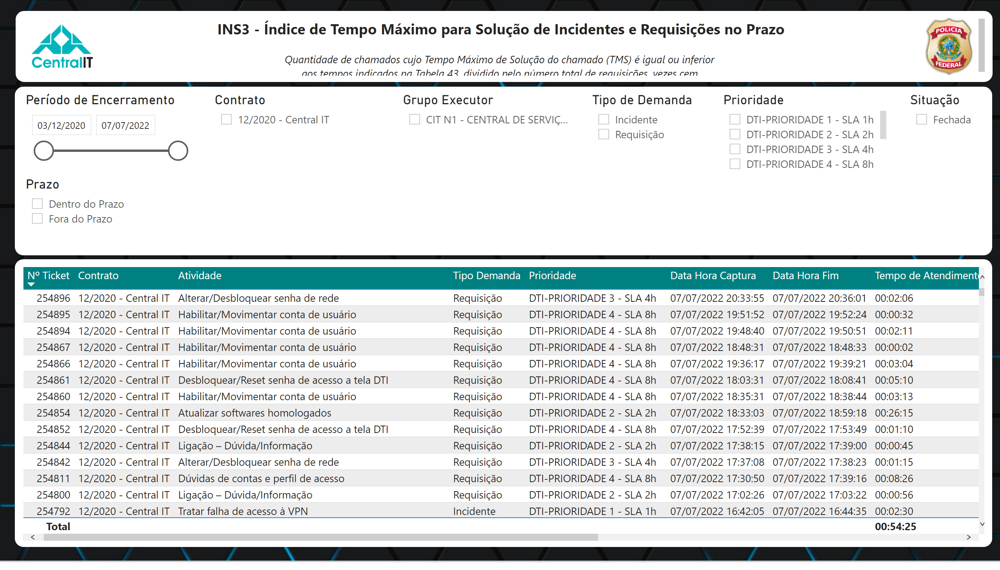 INS3 - Índice de Tempo Máximo para Solução de Incidentes e Requisições no Prazo
Quantidade de chamados cujo Tempo Máximo de Solução do chamado (TMS) é igual ou inferior
aos tempos indicados na Tabela 43, dividido pelo número total de requisições, vezes cem
CentralIT
POLÍCIA
FEDERAL
Período de Encerramento
03/12/2020 07/07/2022
Contrato
12/2020 - Central IT
Grupo Executor
CIT N1 - CENTRAL DE SERVIÇ...
Tipo de Demanda
Incidente
Requisição
Prioridade
DTI-PRIORIDADE 1 - SLA 1h
DTI-PRIORIDADE 2 - SLA 2h
DTI-PRIORIDADE 3 - SLA 4h
DTI-PRIORIDADE 4 - SLA 8h
Situação
Fechada
Prazo
Dentro do Prazo
Fora do Prazo
Nº Ticket Contrato Atividade Tipo Demanda Prioridade Data Hora Captura Data Hora Fim Tempo de Atendimento
254896 12/2020 - Central IT Alterar/Desbloquear senha de rede Requisição DTI-PRIORIDADE 3 - SLA 4h 07/07/2022 20:33:55 07/07/2022 20:36:01 00:02:06
254895 12/2020 - Central IT Habilitar/Movimentar conta de usuário Requisição DTI-PRIORIDADE 4 - SLA 8h 07/07/2022 19:51:52 07/07/2022 19:52:24 00:00:32
254894 12/2020 - Central IT Habilitar/Movimentar conta de usuário Requisição DTI-PRIORIDADE 4 - SLA 8h 07/07/2022 19:48:40 07/07/2022 19:50:51 00:02:11
254867 12/2020 - Central IT Habilitar/Movimentar conta de usuário Requisição DTI-PRIORIDADE 4 - SLA 8h 07/07/2022 18:48:31 07/07/2022 18:48:33 00:00:02
254866 12/2020 - Central IT Habilitar/Movimentar conta de usuário Requisição DTI-PRIORIDADE 4 - SLA 8h 07/07/2022 19:36:17 07/07/2022 19:39:21 00:03:04
254861 12/2020 - Central IT Desbloquear/Reset senha de acesso a tela DTI Requisição DTI-PRIORIDADE 4 - SLA 8h 07/07/2022 18:03:31 07/07/2022 18:08:41 00:05:10
254860 12/2020 - Central IT Habilitar/Movimentar conta de usuário Requisição DTI-PRIORIDADE 4 - SLA 8h 07/07/2022 18:35:31 07/07/2022 18:38:44 00:03:13
254854 12/2020 - Central IT Atualizar softwares homologados Requisição DTI-PRIORIDADE 2 - SLA 2h 07/07/2022 18:33:03 07/07/2022 18:59:18 00:26:15
254852 12/2020 - Central IT Desbloquear/Reset senha de acesso a tela DTI Requisição DTI-PRIORIDADE 4 - SLA 8h 07/07/2022 17:52:39 07/07/2022 17:53:49 00:01:10
254844 12/2020 - Central IT Ligação – Dúvida/Informação Requisição DTI-PRIORIDADE 2 - SLA 2h 07/07/2022 17:38:15 07/07/2022 17:39:00 00:00:45
254842 12/2020 - Central IT Alterar/Desbloquear senha de rede Requisição DTI-PRIORIDADE 3 - SLA 4h 07/07/2022 17:37:08 07/07/2022 17:38:23 00:01:15
254811 12/2020 - Central IT Dúvidas de contas e perfil de acesso Requisição DTI-PRIORIDADE 4 - SLA 8h 07/07/2022 17:30:50 07/07/2022 17:39:16 00:08:26
254800 12/2020 - Central IT Ligação – Dúvida/Informação Requisição DTI-PRIORIDADE 2 - SLA 2h 07/07/2022 17:02:26 07/07/2022 17:03:22 00:00:56
254792 12/2020 - Central IT Tratar falha de acesso à VPN Incidente DTI-PRIORIDADE 1 - SLA 1h 07/07/2022 16:42:05 07/07/2022 16:44:35 00:02:30
Total 00:54:25